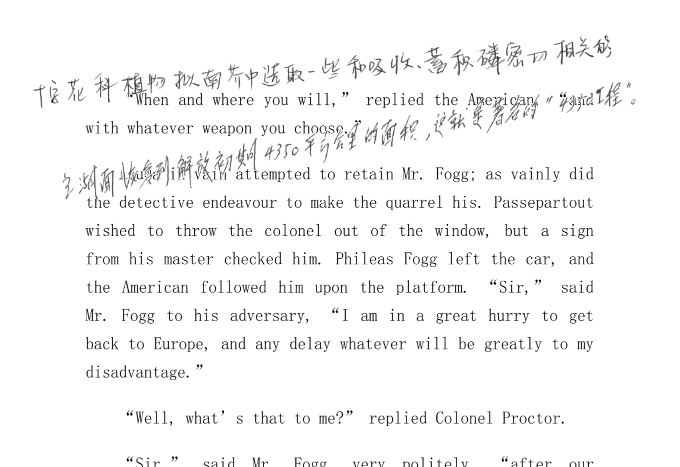 十字花科植物拟南芥中选取一些和吸收、蓄积磷密切相关的
“When and where you will,” replied the American, “and
with whatever weapon you choose.”
主湖面恢复到解放初期4350平方公里的面积，这就是著名的“移民工程”。
Aouda in vain attempted to retain Mr. Fogg; as vainly did
the detective endeavour to make the quarrel his. Passepartout
wished to throw the colonel out of the window, but a sign
from his master checked him. Phileas Fogg left the car, and
the American followed him upon the platform. “Sir,” said
Mr. Fogg to his adversary, “I am in a great hurry to get
back to Europe, and any delay whatever will be greatly to my
disadvantage.”
“Well, what’s that to me?” replied Colonel Proctor.
“Sir,” said Mr. Fogg, very politely, “after our